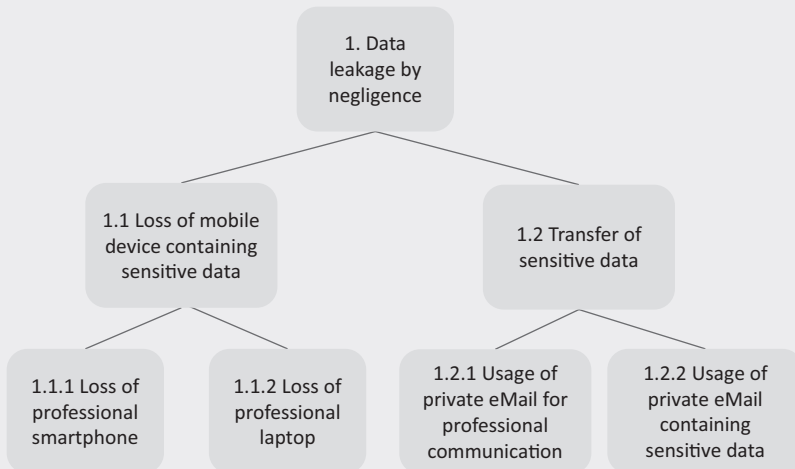 1. Data
leakage by
negligence
1.1 Loss of mobile
device containing
sensitive data
1.2 Transfer of
sensitive data
1.1.1 Loss of
professional
smartphone
1.1.2 Loss of
professional
laptop
1.2.1 Usage of
private eMail for
professional
communication
1.2.2 Usage of
private eMail
containing
sensitive data